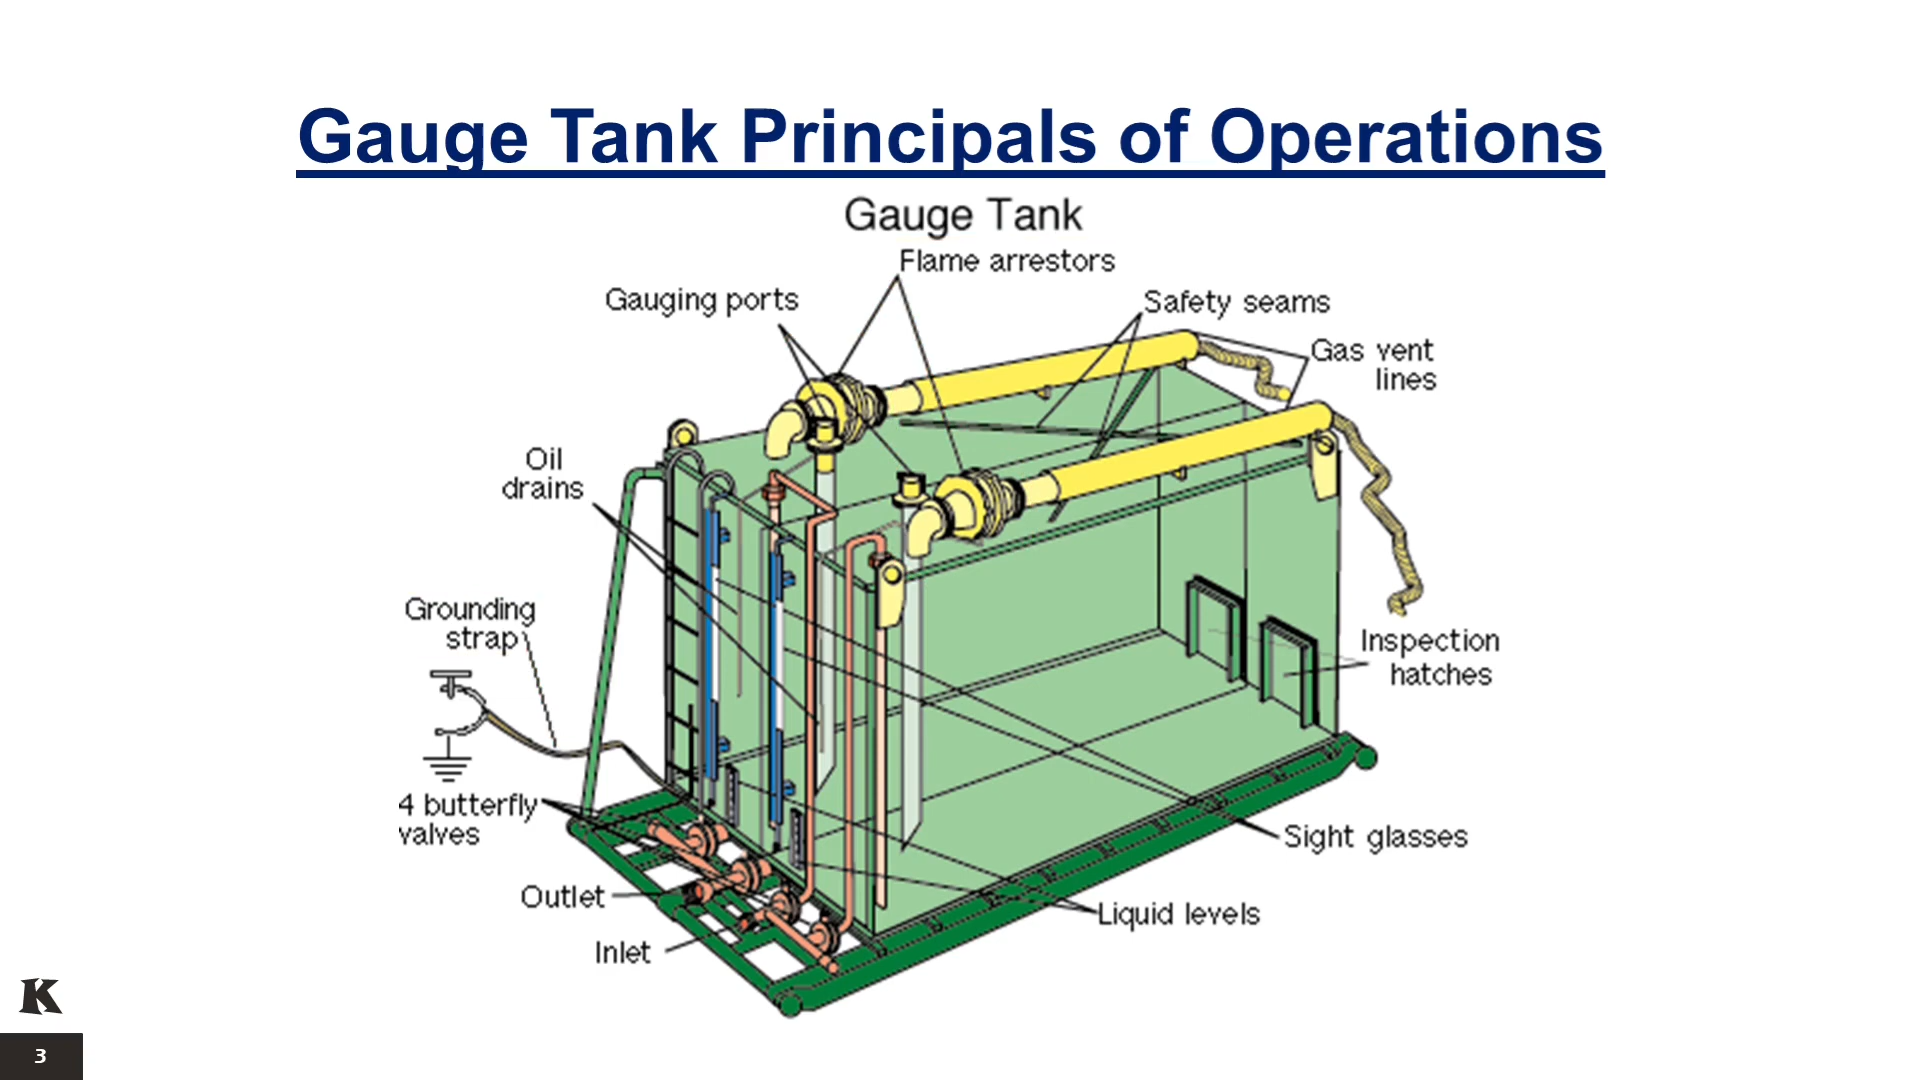 Gauge Tank Principals of Operations
Gauge Tank
Flame arrestors
Gauging ports
Safety seams
Gas vent
lines
Oil
drains
Grounding
strap
Inspection
hatches
4 butterfly
valves
Sight glasses
Outlet
Liquid levels
Inlet
K
3